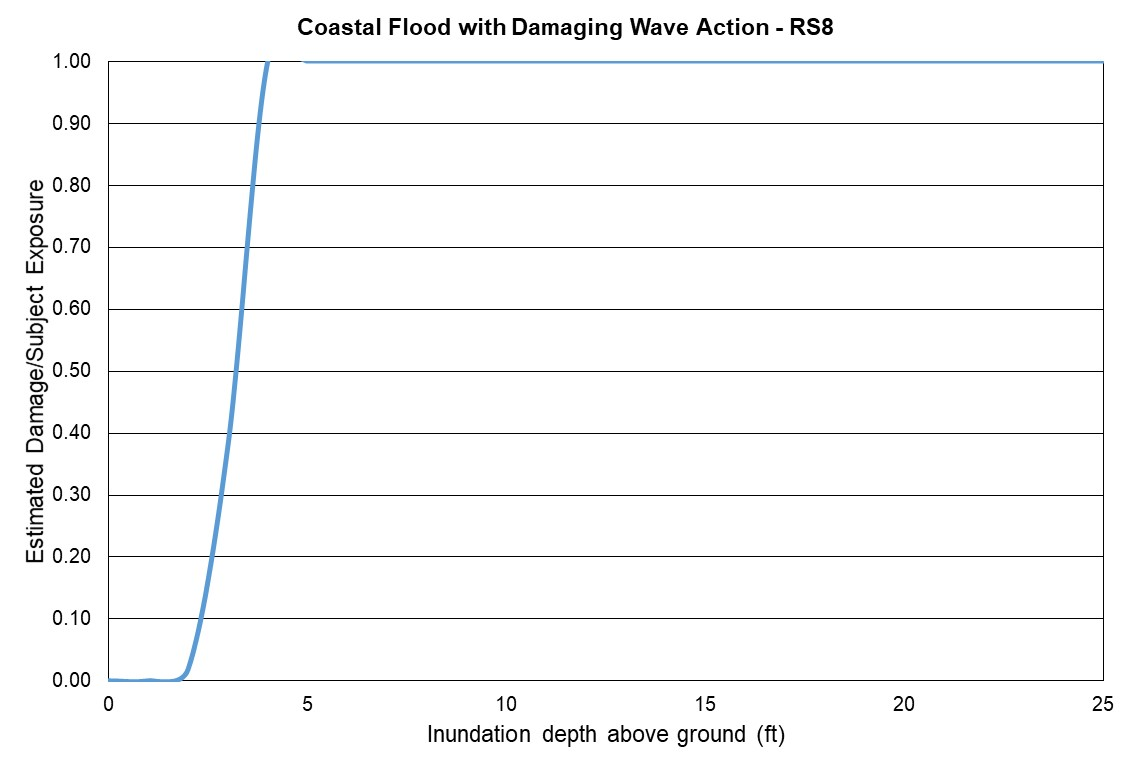 Coastal Flood with Damaging Wave Action - RS8
1.00
0.90
0.80
0.70
0.60
0.50
0.40
0.30
0.20
0.10
0.00
Estimated Damage/Subject Exposure
0 5 10 15 20 25
Inundation depth above ground (ft)